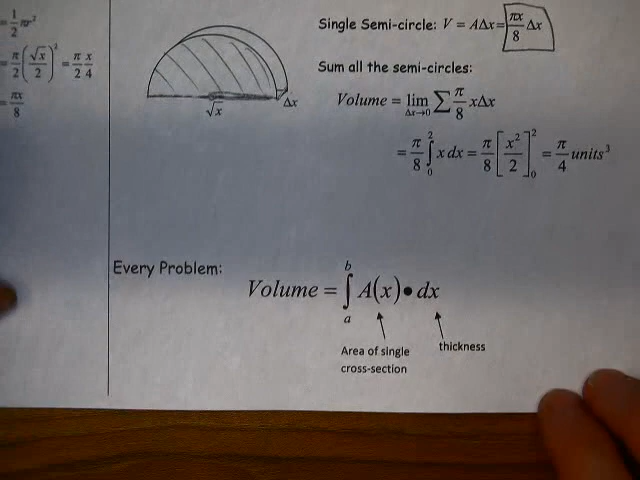 = 1/2 πr²
= π/2 (√x/2)² = π/2 x/4
= πx/8
√x
Δx
Single Semi-circle: V = AΔx = πx/8 Δx
Sum all the semi-circles:
Volume = lim Δx→0 ∑ π/8 xΔx
= π/8 ∫₀² x dx = π/8 [x²/2]₀² = π/4 units³
Every Problem:
Volume = ∫ₐᵇ A(x)•dx
Area of single
cross-section
thickness